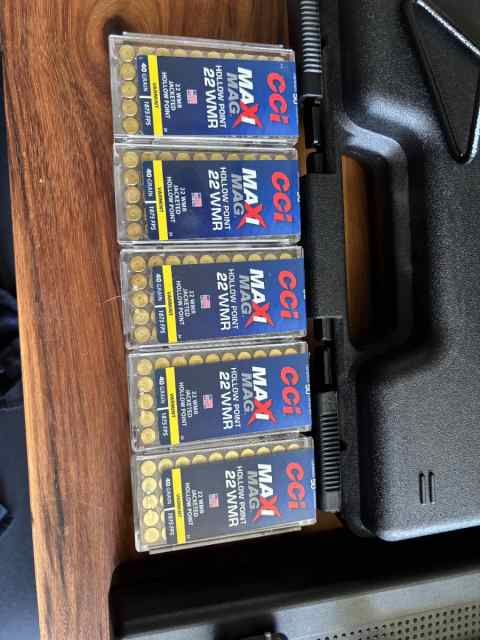 CCI
MAXI
MAG
HOLLOW POINT
22 WMR
22 WMR
JACKETED
HOLLOW POINT
VARMINT
40 GRAIN
1875 FPS
CCI
MAXI
MAG
HOLLOW POINT
22 WMR
22 WMR
JACKETED
HOLLOW POINT
VARMINT
40 GRAIN
1875 FPS
CCI
MAXI
MAG
HOLLOW POINT
22 WMR
22 WMR
JACKETED
HOLLOW POINT
VARMINT
40 GRAIN
1875 FPS
CCI
MAXI
MAG
HOLLOW POINT
22 WMR
22 WMR
JACKETED
HOLLOW POINT
VARMINT
40 GRAIN
1875 FPS
CCI
MAXI
MAG
HOLLOW POINT
22 WMR
22 WMR
JACKETED
HOLLOW POINT
VARMINT
40 GRAIN
1875 FPS